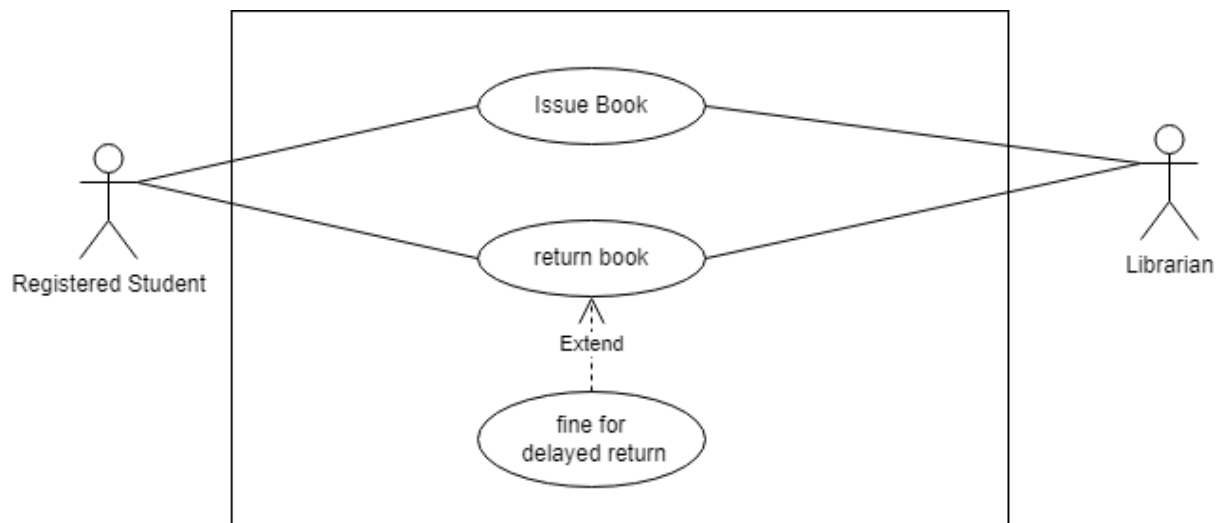 Issue Book
return book
Registered Student
Librarian
Extend
fine for
delayed return